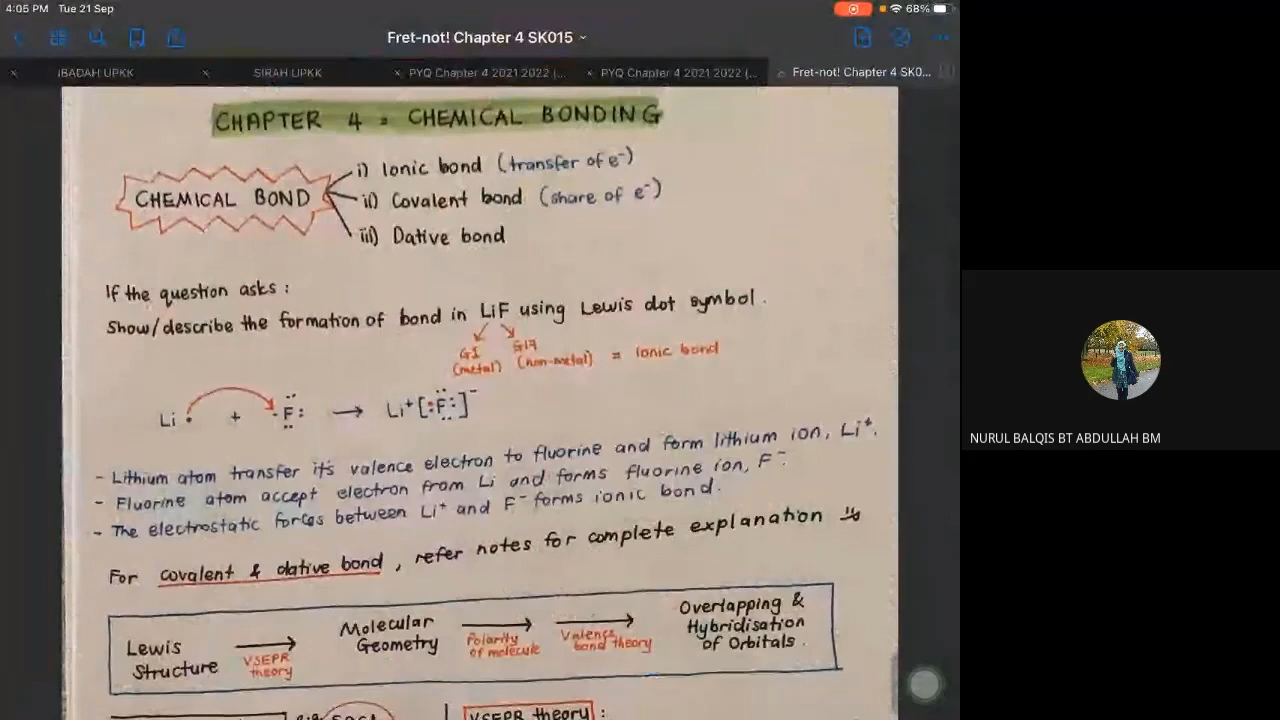 4:05 PM Tue 21 Sep
68%
Fret-not! Chapter 4 SK015
IBADAH UPKK
SIRAH UPKK
PYQ Chapter 4 2021 2022 (...
PYQ Chapter 4 2021 2022 (...
Fret-not! Chapter 4 SK0...
CHAPTER 4 = CHEMICAL BONDING
CHEMICAL BOND
i) Ionic bond (transfer of e⁻)
ii) Covalent bond (share of e⁻)
iii) Dative bond
If the question asks :
Show/describe the formation of bond in LiF using Lewis dot symbol.
G1 G17
(metal) (non-metal) = ionic bond
Li + F → Li⁺[:F:]⁻
- Lithium atom transfer it's valence electron to fluorine and form lithium ion, Li⁺.
- Fluorine atom accept electron from Li and forms fluorine ion, F⁻.
- The electrostatic forces between Li⁺ and F⁻ forms ionic bond.
For covalent & dative bond, refer notes for complete explanation
Lewis Structure
VSEPR theory
Molecular Geometry
Polarity of molecule
Valence bond theory
Overlapping & Hybridisation of Orbitals
VSEPR theory :
NURUL BALQIS BT ABDULLAH BM